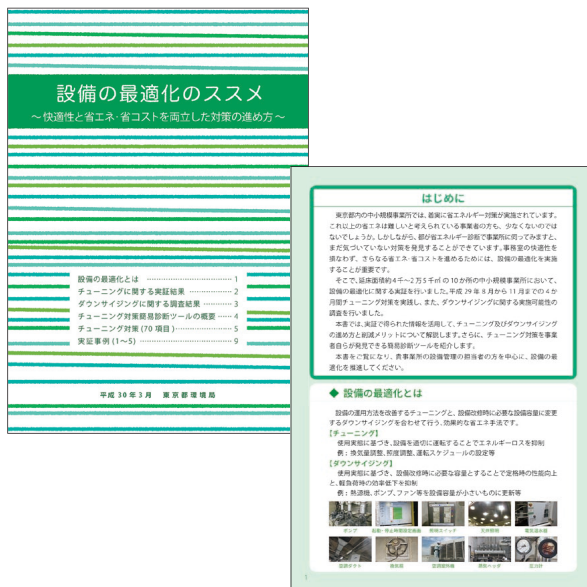 設備の最適化のススメ
～快適性と省エネ・省コストを両立した対策の進め方～
設備の最適化とは ………………………… 1
チューニングに関する実証結果 ………… 2
ダウンサイジングに関する調査結果 …… 3
チューニング対策簡易診断ツールの概要 …… 4
チューニング対策(70項目)……………… 5
実証事例(1～5) ………………………… 9
平成30年3月 東京都環境局
はじめに
東京都内の中小規模事業所では、着実に省エネルギー対策が実施されています。
これ以上の省エネは難しいと考えられている事業者の方も、少なくないのでは
ないでしょうか。しかしながら、都が省エネルギー診断で事業所に伺ってみますと、
まだ気づいていない対策を発見することができています。事務室の快適性を
損なわず、さらなる省エネ・省コストを進めるためには、設備の最適化を実施
することが重要です。
そこで、延床面積約4千～2万5千㎡の10か所の中小規模事業所において、
設備の最適化に関する実証を行いました。平成29年8月から11月までの4か
月間チューニング対策を実践し、また、ダウンサイジングに関する実施可能性の
調査を行いました。
本書では、実証で得られた情報を活用して、チューニング及びダウンサイジング
の進め方と削減メリットについて解説します。さらに、チューニング対策を事業
者自らが発見できる簡易診断ツールを紹介します。
本書をご覧になり、貴事業所の設備管理の担当者の方を中心に、設備の最
適化を推進してください。
◆ 設備の最適化とは
設備の運用方法を改善するチューニングと、設備改修時に必要な設備容量に変更
するダウンサイジングを合わせて行う、効果的な省エネ手法です。
【チューニング】
使用実態に基づき、設備を適切に運転することでエネルギーロスを抑制
例:換気量調整、照度調整、運転スケジュールの設定等
【ダウンサイジング】
使用実態に基づき、設備改修時に必要な容量とすることで定格時の性能向上
と、軽負荷時の効率低下を抑制
例:熱源機、ポンプ、ファン等を設備容量が小さいものに更新等
ポンプ
照明スイッチ
1